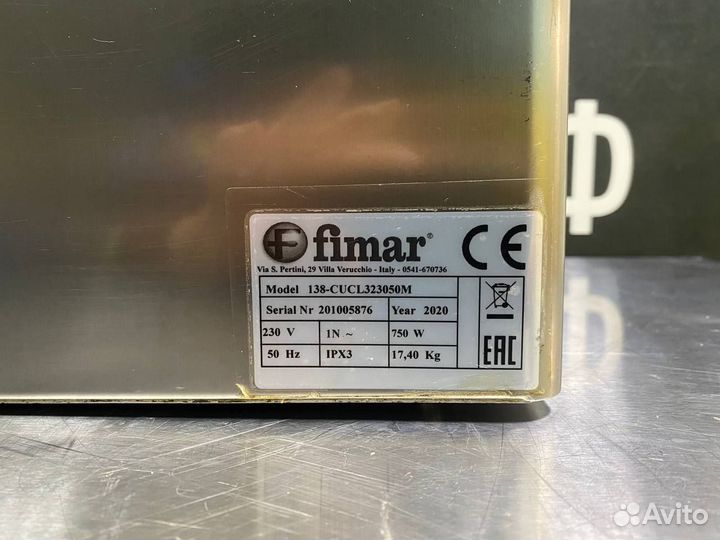 fimar®
CE
Via S. Pertini, 29 Villa Verucchio - Italy - 0541-670736
Model 138-CUCL323050M
Serial Nr 201005876 Year 2020
230 V 1N ~ 750 W
50 Hz IPX3 17,40 Kg
EAC
Ф
Avito